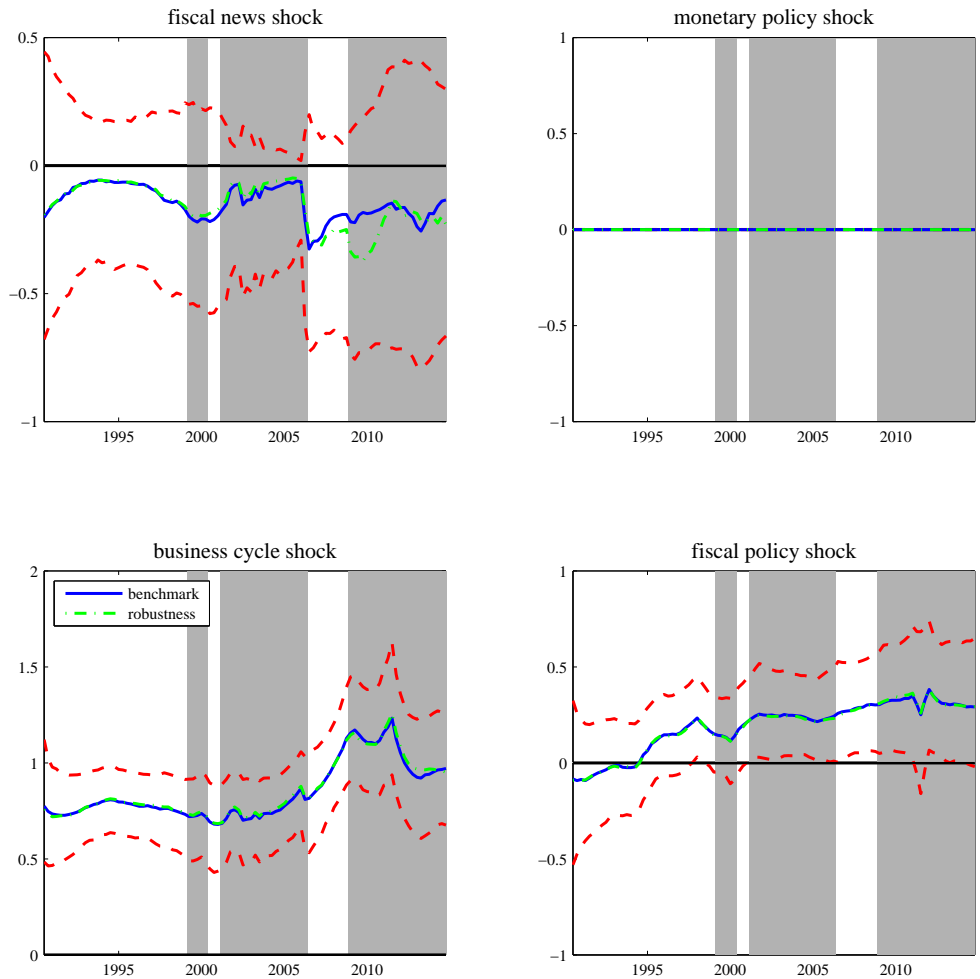 fiscal news shock
0.5
0
−0.5
−1
1995 2000 2005 2010
monetary policy shock
1
0.5
0
−0.5
−1
1995 2000 2005 2010
business cycle shock
2
1.5
1
0.5
0
1995 2000 2005 2010
benchmark
robustness
fiscal policy shock
1
0.5
0
−0.5
−1
1995 2000 2005 2010